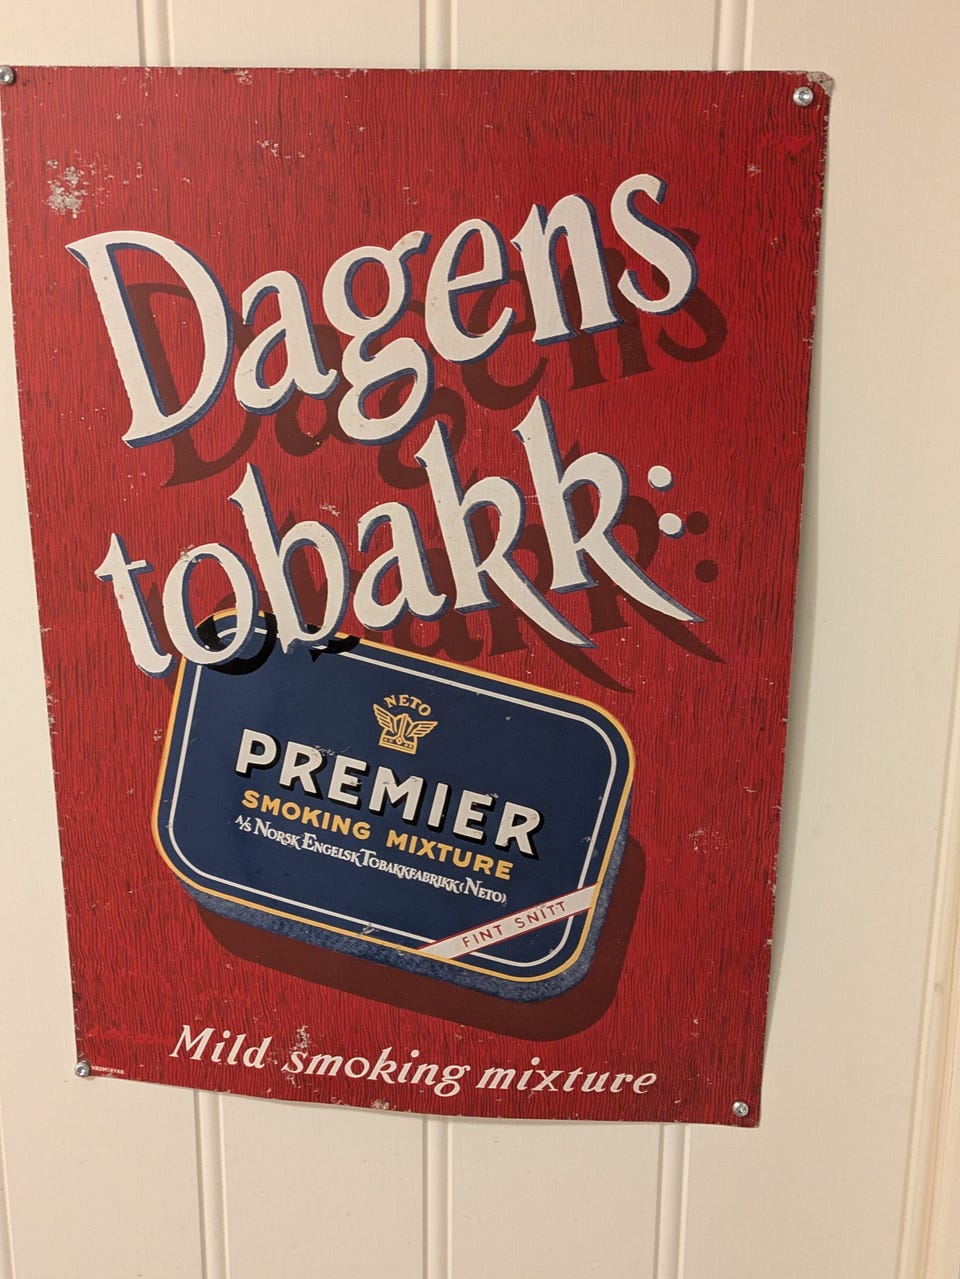 Dagens
tobakk:
NETO
PREMIER
SMOKING MIXTURE
A/S NORSK ENGELSK TOBAKKFABRIKK (NETO)
FINT SNITT
Mild smoking mixture